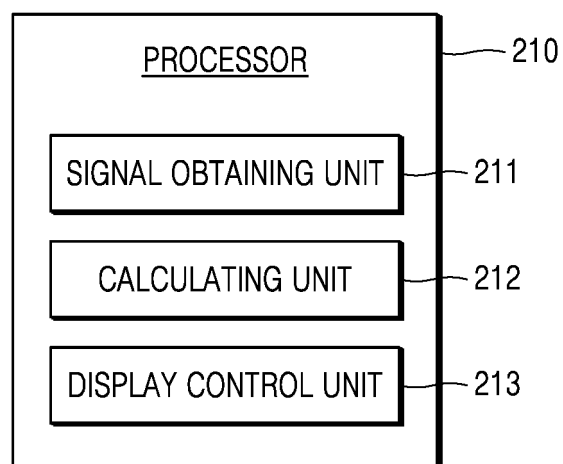 PROCESSOR
210
SIGNAL OBTAINING UNIT
211
CALCULATING UNIT
212
DISPLAY CONTROL UNIT
213